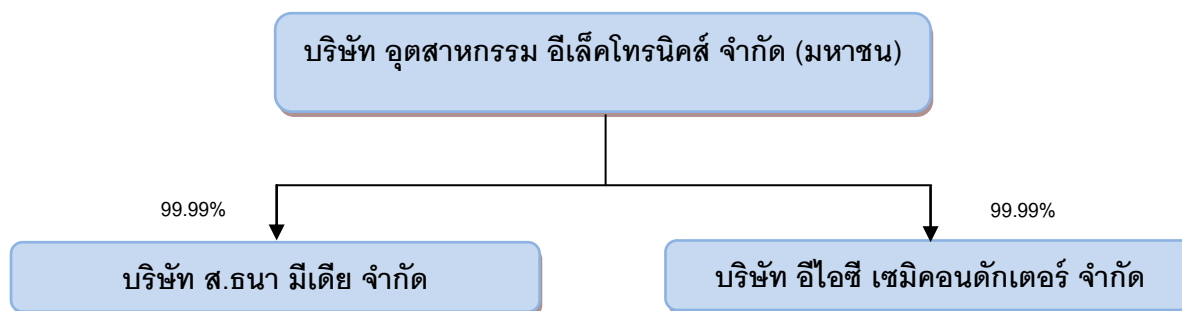 บริษัท อุตสาหกรรม อีเล็คโทรนิคส์ จำกัด (มหาชน)
99.99%
99.99%
บริษัท ส.ธนา มีเดีย จำกัด
บริษัท อีไอซี เซมิคอนดักเตอร์ จำกัด